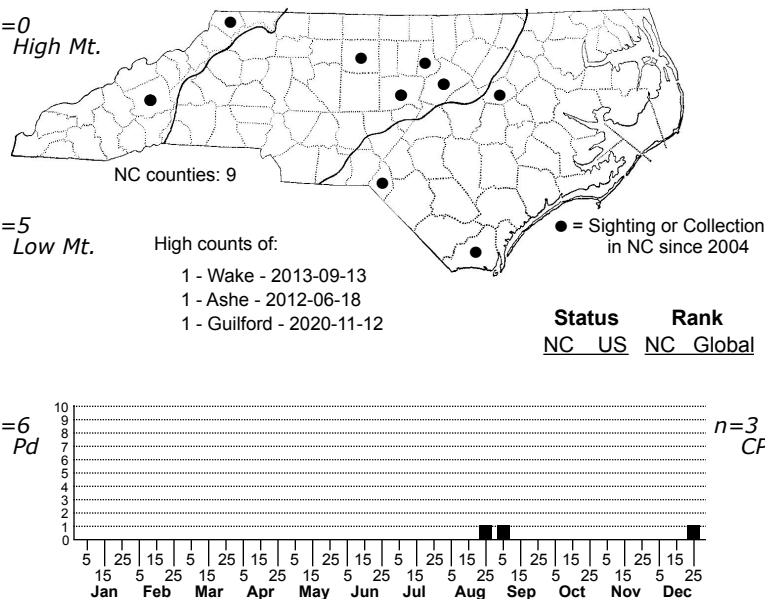 =0
High Mt.
NC counties: 9
=5
Low Mt.
High counts of:
1 - Wake - 2013-09-13
1 - Ashe - 2012-06-18
1 - Guilford - 2020-11-12
● = Sighting or Collection
in NC since 2004
Status Rank
NC US NC Global
=6
Pd
n=3
CP
10
9
8
7
6
5
4
3
2
1
0
5 25 15 5 25 15 5 25 15 5 25 15 5 25 15 5 25 15
15 5 25 15 5 25 15 5 25 15 5 25 15 5 25 15 5 25
Jan Feb Mar Apr May Jun Jul Aug Sep Oct Nov Dec